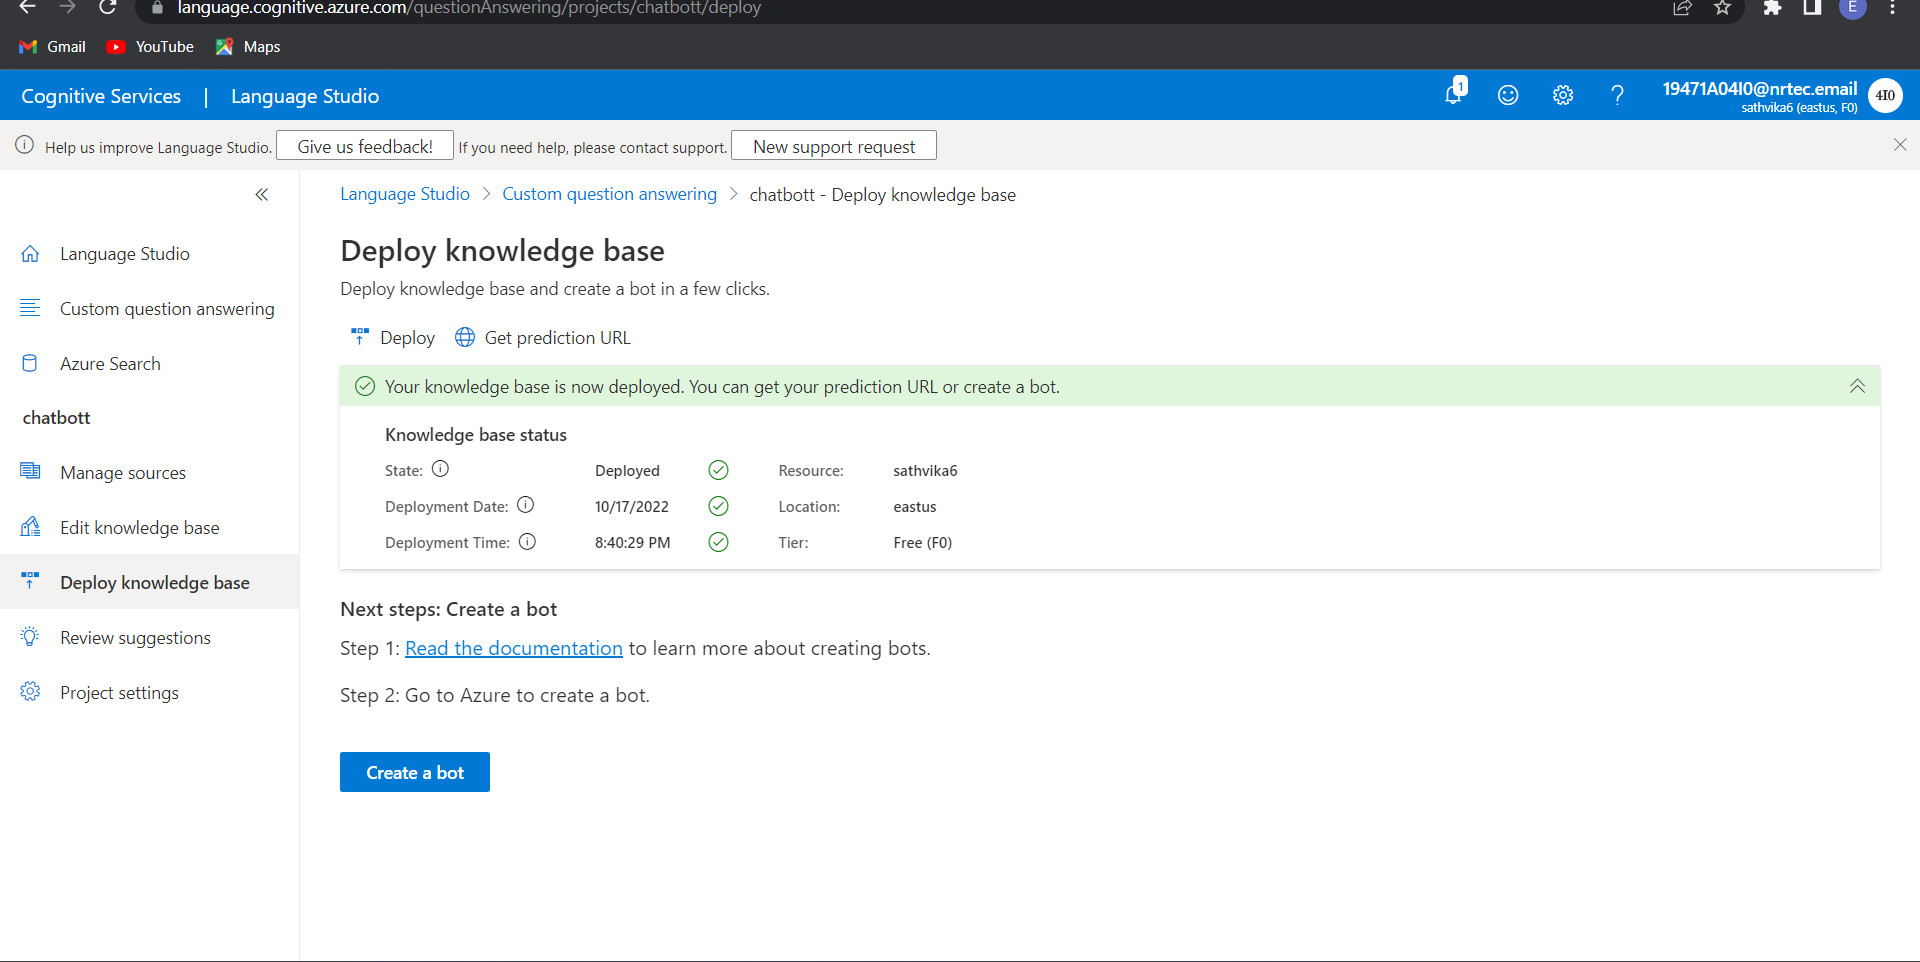 language.cognitive.azure.com/questionAnswering/projects/chatbott/deploy
E
Gmail YouTube Maps
Cognitive Services | Language Studio
1
19471A04I0@nrtec.email
sathvika6 (eastus, F0)
4I0
Help us improve Language Studio. Give us feedback! If you need help, please contact support. New support request
Language Studio > Custom question answering > chatbott - Deploy knowledge base
Language Studio
Custom question answering
Azure Search
chatbott
Manage sources
Edit knowledge base
Deploy knowledge base
Review suggestions
Project settings
Deploy knowledge base
Deploy knowledge base and create a bot in a few clicks.
Deploy Get prediction URL
Your knowledge base is now deployed. You can get your prediction URL or create a bot.
Knowledge base status
State: Deployed Resource: sathvika6
Deployment Date: 10/17/2022 Location: eastus
Deployment Time: 8:40:29 PM Tier: Free (F0)
Next steps: Create a bot
Step 1: Read the documentation to learn more about creating bots.
Step 2: Go to Azure to create a bot.
Create a bot